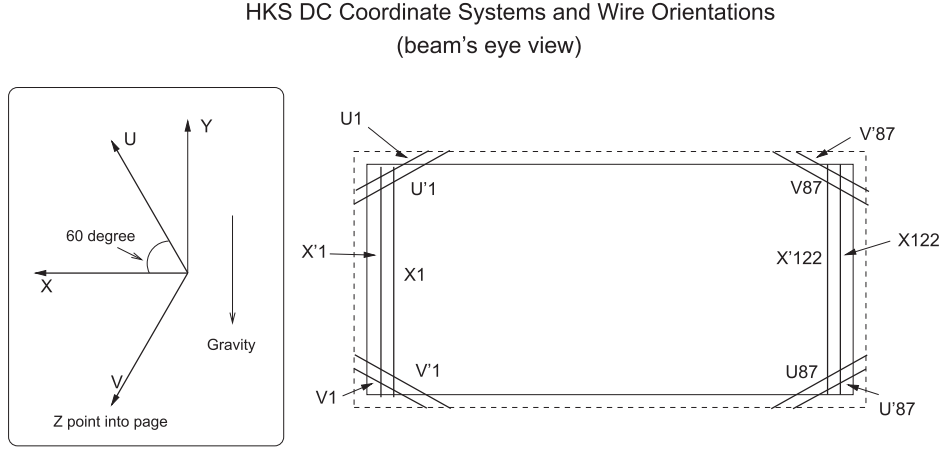 HKS DC Coordinate Systems and Wire Orientations
(beam's eye view)
U
Y
60 degree
X
Gravity
V
Z point into page
U1
V'87
U'1
V87
X'1
X1
X'122
X122
V'1
U87
V1
U'87